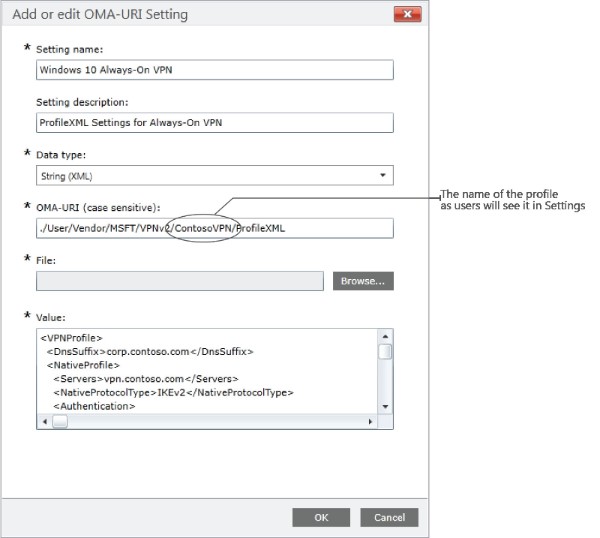 Add or edit OMA-URI Setting
* Setting name:
Windows 10 Always-On VPN
Setting description:
ProfileXML Settings for Always-On VPN
* Data type:
String (XML)
* OMA-URI (case sensitive):
./User/Vendor/MSFT/VPNv2/ContosoVPN/ProfileXML
The name of the profile
as users will see it in Settings
* File:
Browse...
* Value:
<VPNProfile>
<DnsSuffix>corp.contoso.com</DnsSuffix>
<NativeProfile>
<Servers>vpn.contoso.com</Servers>
<NativeProtocolType>IKEv2</NativeProtocolType>
<Authentication>
OK
Cancel